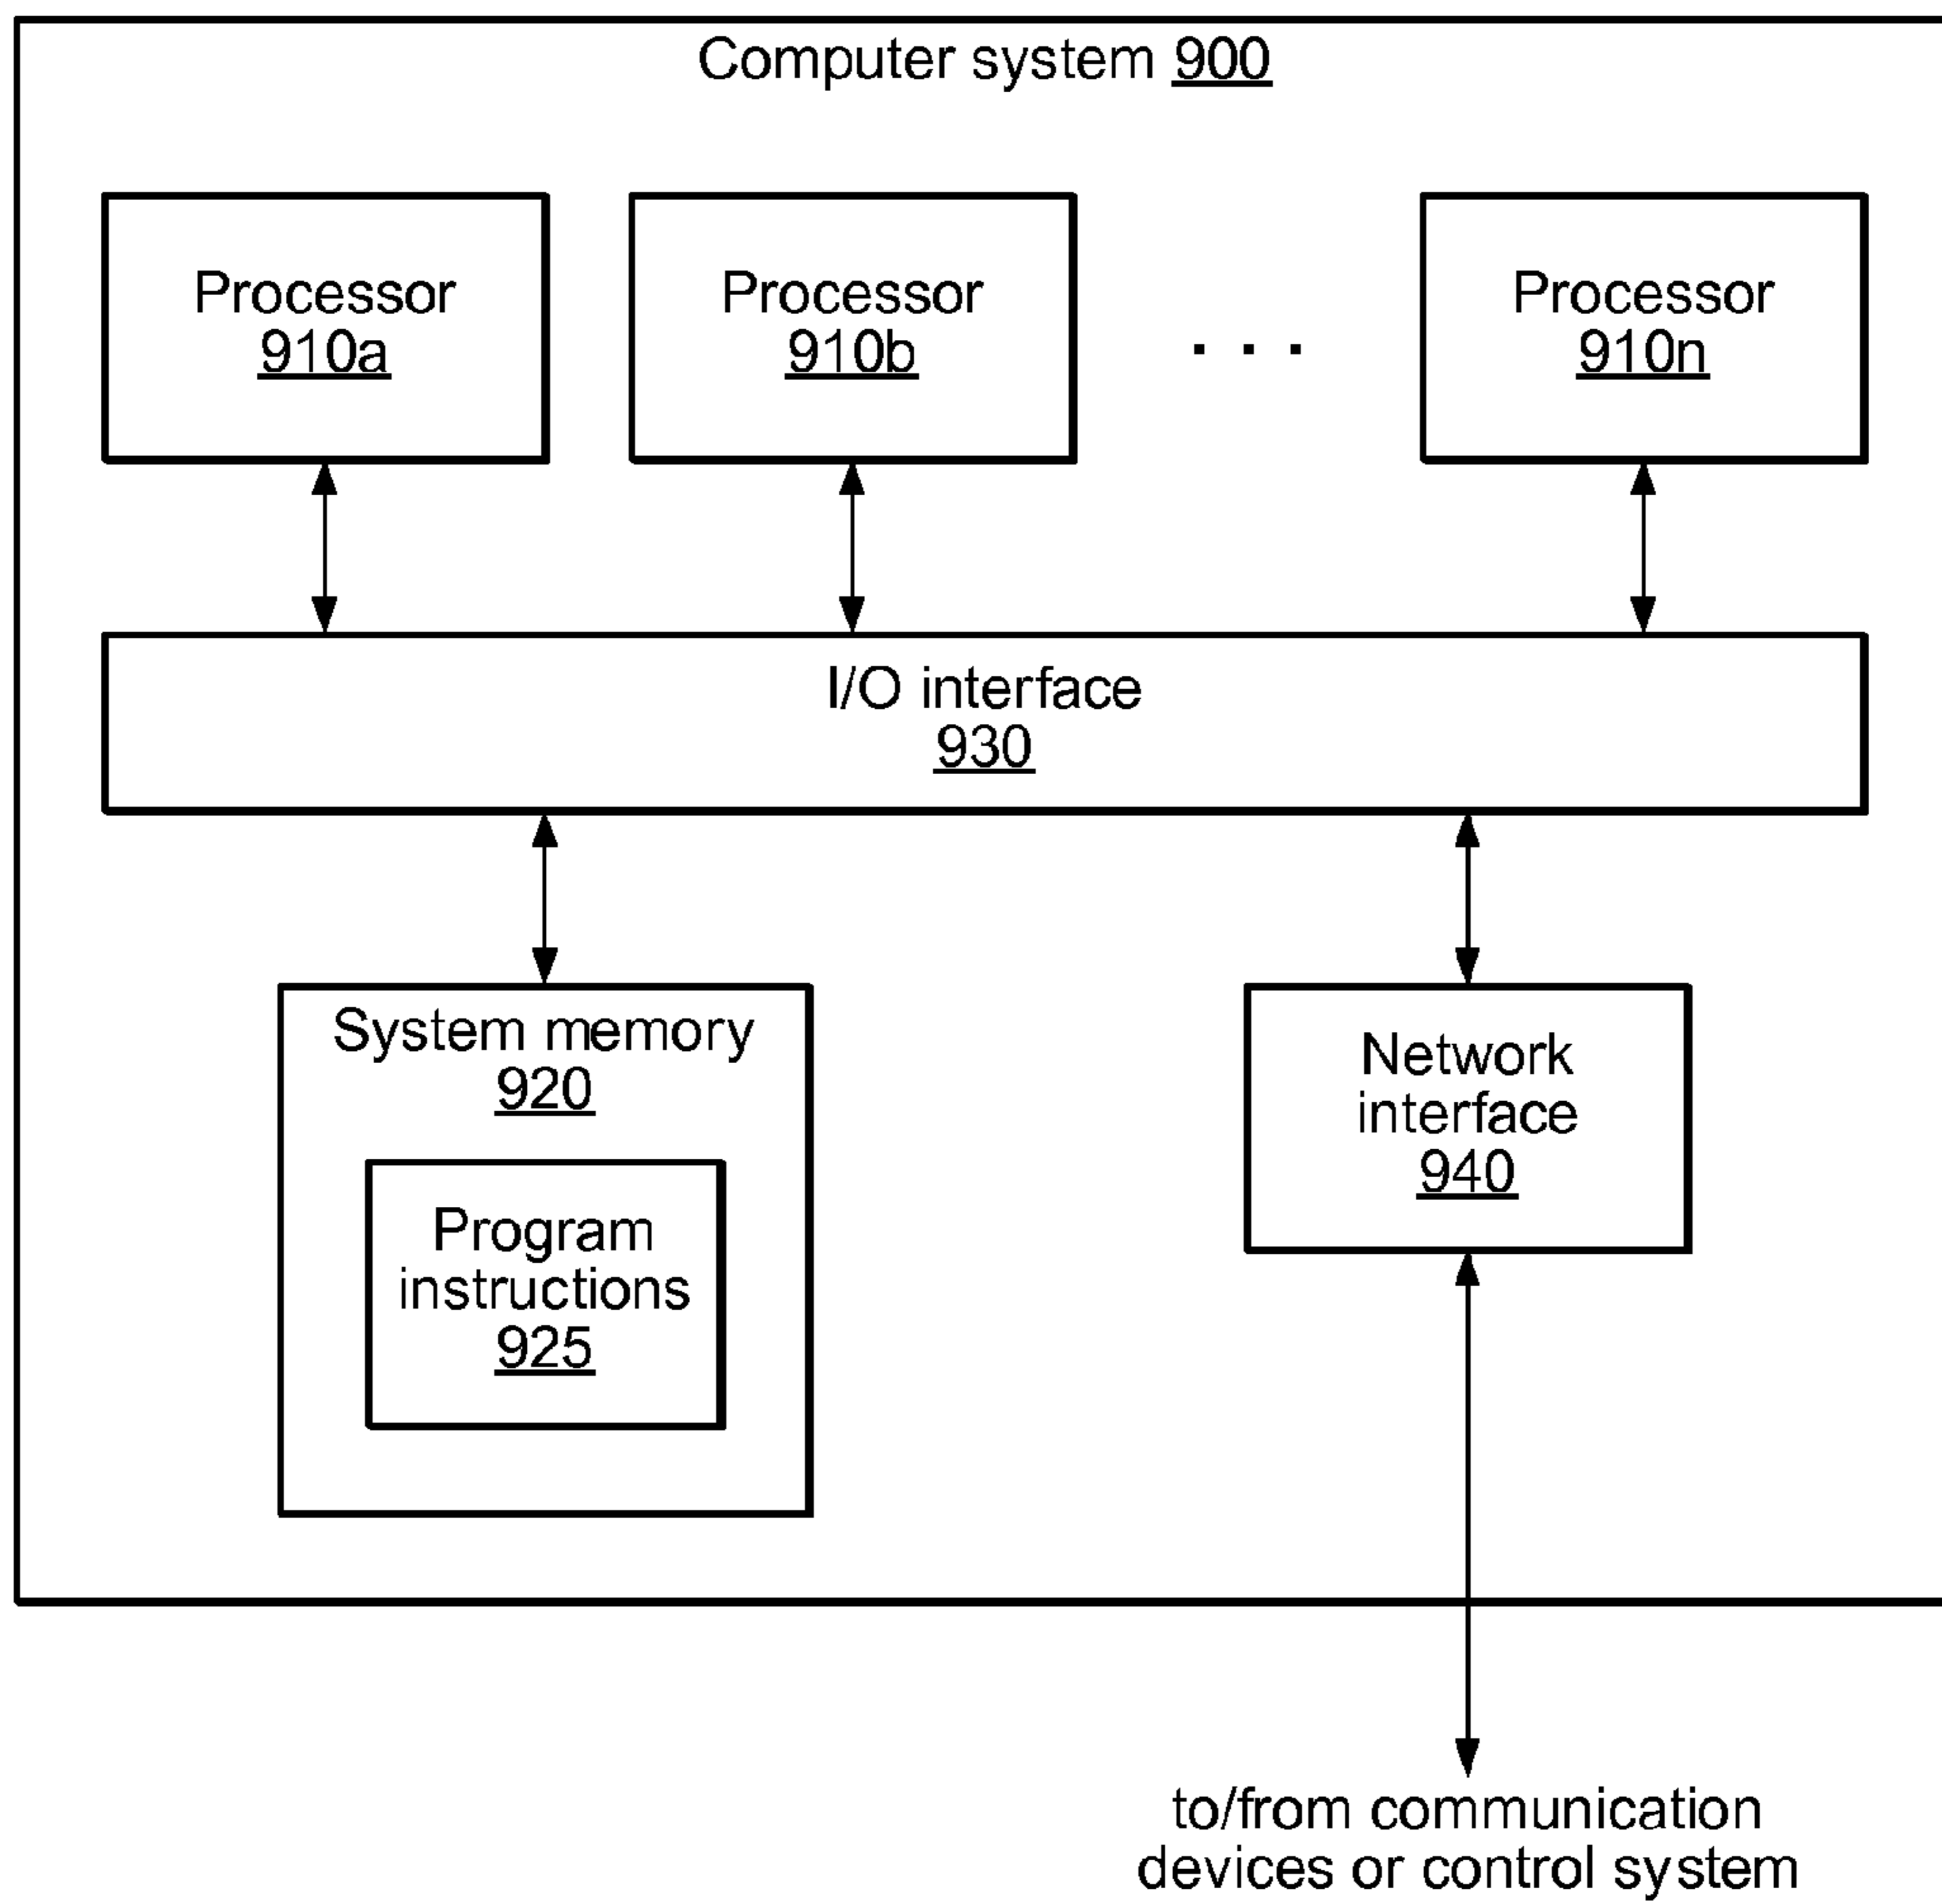 Computer system 900
Processor
910a
Processor
910b
. . .
Processor
910n
I/O interface
930
System memory
920
Program
instructions
925
Network
interface
940
to/from communication
devices or control system